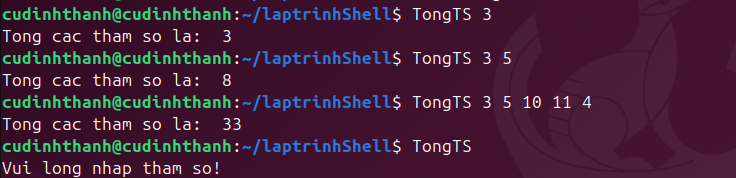 cudinhthanh@cudinhthanh:~/laptrinhShell$ TongTS 3
Tong cac tham so la:  3
cudinhthanh@cudinhthanh:~/laptrinhShell$ TongTS 3 5
Tong cac tham so la:  8
cudinhthanh@cudinhthanh:~/laptrinhShell$ TongTS 3 5 10 11 4
Tong cac tham so la:  33
cudinhthanh@cudinhthanh:~/laptrinhShell$ TongTS
Vui long nhap tham so!